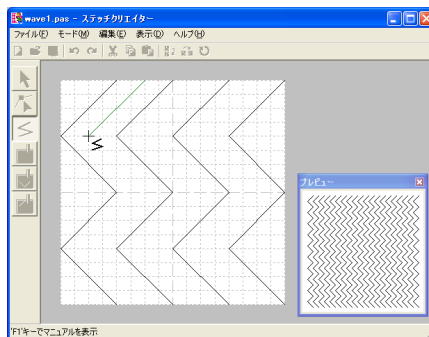 wave1.pas - ステッチクリエイター
ファイル(F) モード(M) 編集(E) 表示(D) ヘルプ(H)
プレビュー
'F1'キーでマニュアルを表示